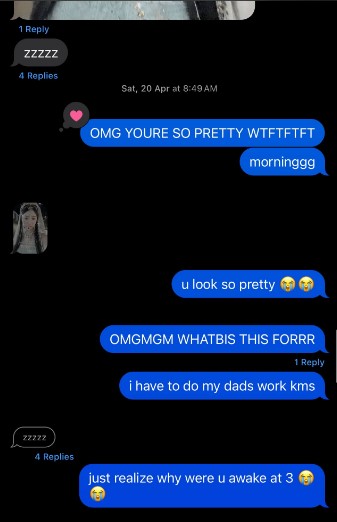 1 Reply
zzzzz
4 Replies
Sat, 20 Apr at 8:49 AM
OMG YOURE SO PRETTY WTFTFTFT
morninggg
u look so pretty 😭😭
OMGMGM WHATBIS THIS FORRR
1 Reply
i have to do my dads work kms
zzzzz
4 Replies
just realize why were u awake at 3 😭
😭